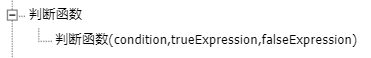 判断函数
判断函数(condition,trueExpression,falseExpression)